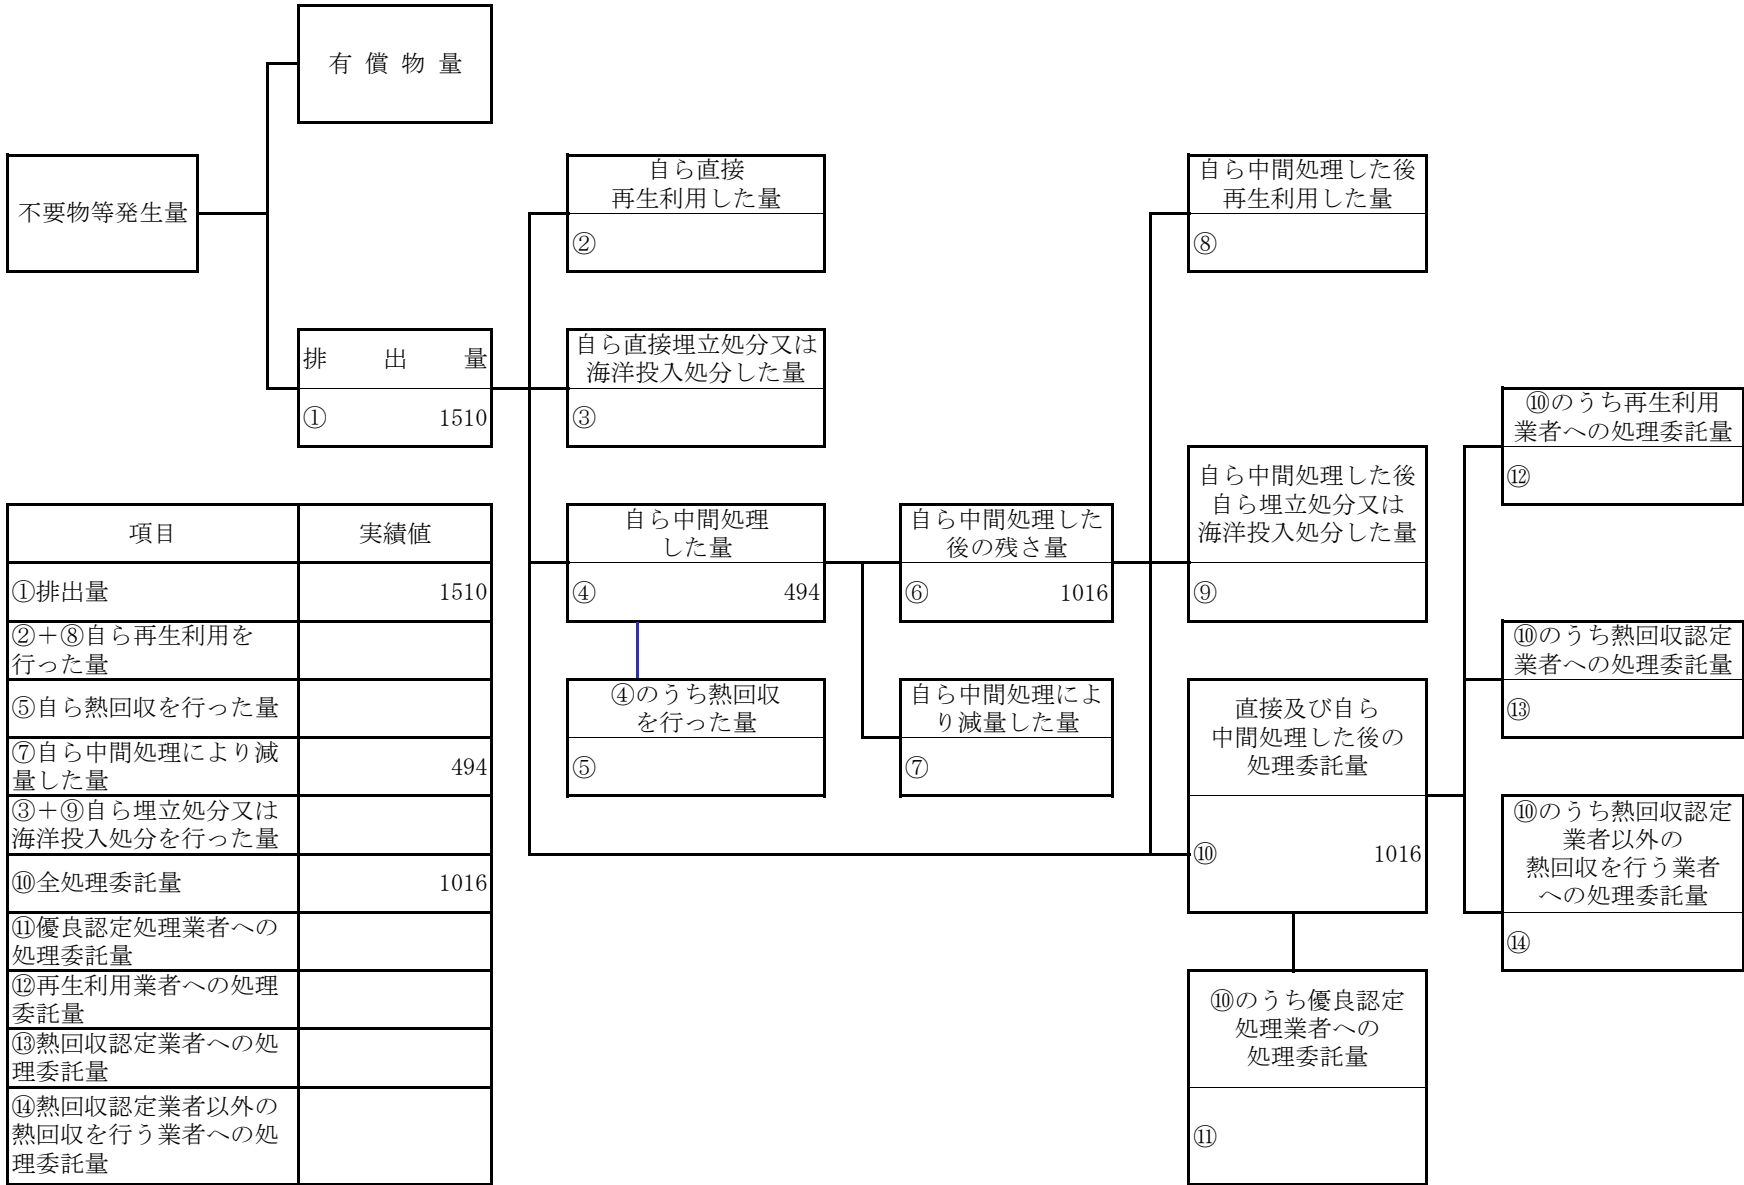 有償物量
不要物等発生量
自ら直接
再生利用した量
②
自ら中間処理した後
再生利用した量
⑧
排出量
① 1510
自ら直接埋立処分又は
海洋投入処分した量
③
⑩のうち再生利用
業者への処理委託量
⑫
自ら中間処理した後
自ら埋立処分又は
海洋投入処分した量
⑨
自ら中間処理
した量
④ 494
自ら中間処理した
後の残さ量
⑥ 1016
⑩のうち熱回収認定
業者への処理委託量
⑬
④のうち熱回収
を行った量
⑤
自ら中間処理によ
り減量した量
⑦
直接及び自ら
中間処理した後の
処理委託量
⑩ 1016
⑩のうち熱回収認定
業者以外の
熱回収を行う業者
への処理委託量
⑭
⑩のうち優良認定
処理業者への
処理委託量
⑪
項目 実績値
①排出量 1510
②＋⑧自ら再生利用を
行った量
⑤自ら熱回収を行った量
⑦自ら中間処理により減
量した量 494
③＋⑨自ら埋立処分又は
海洋投入処分を行った量
⑩全処理委託量 1016
⑪優良認定処理業者への
処理委託量
⑫再生利用業者への処理
委託量
⑬熱回収認定業者への処
理委託量
⑭熱回収認定業者以外の
熱回収を行う業者への処
理委託量